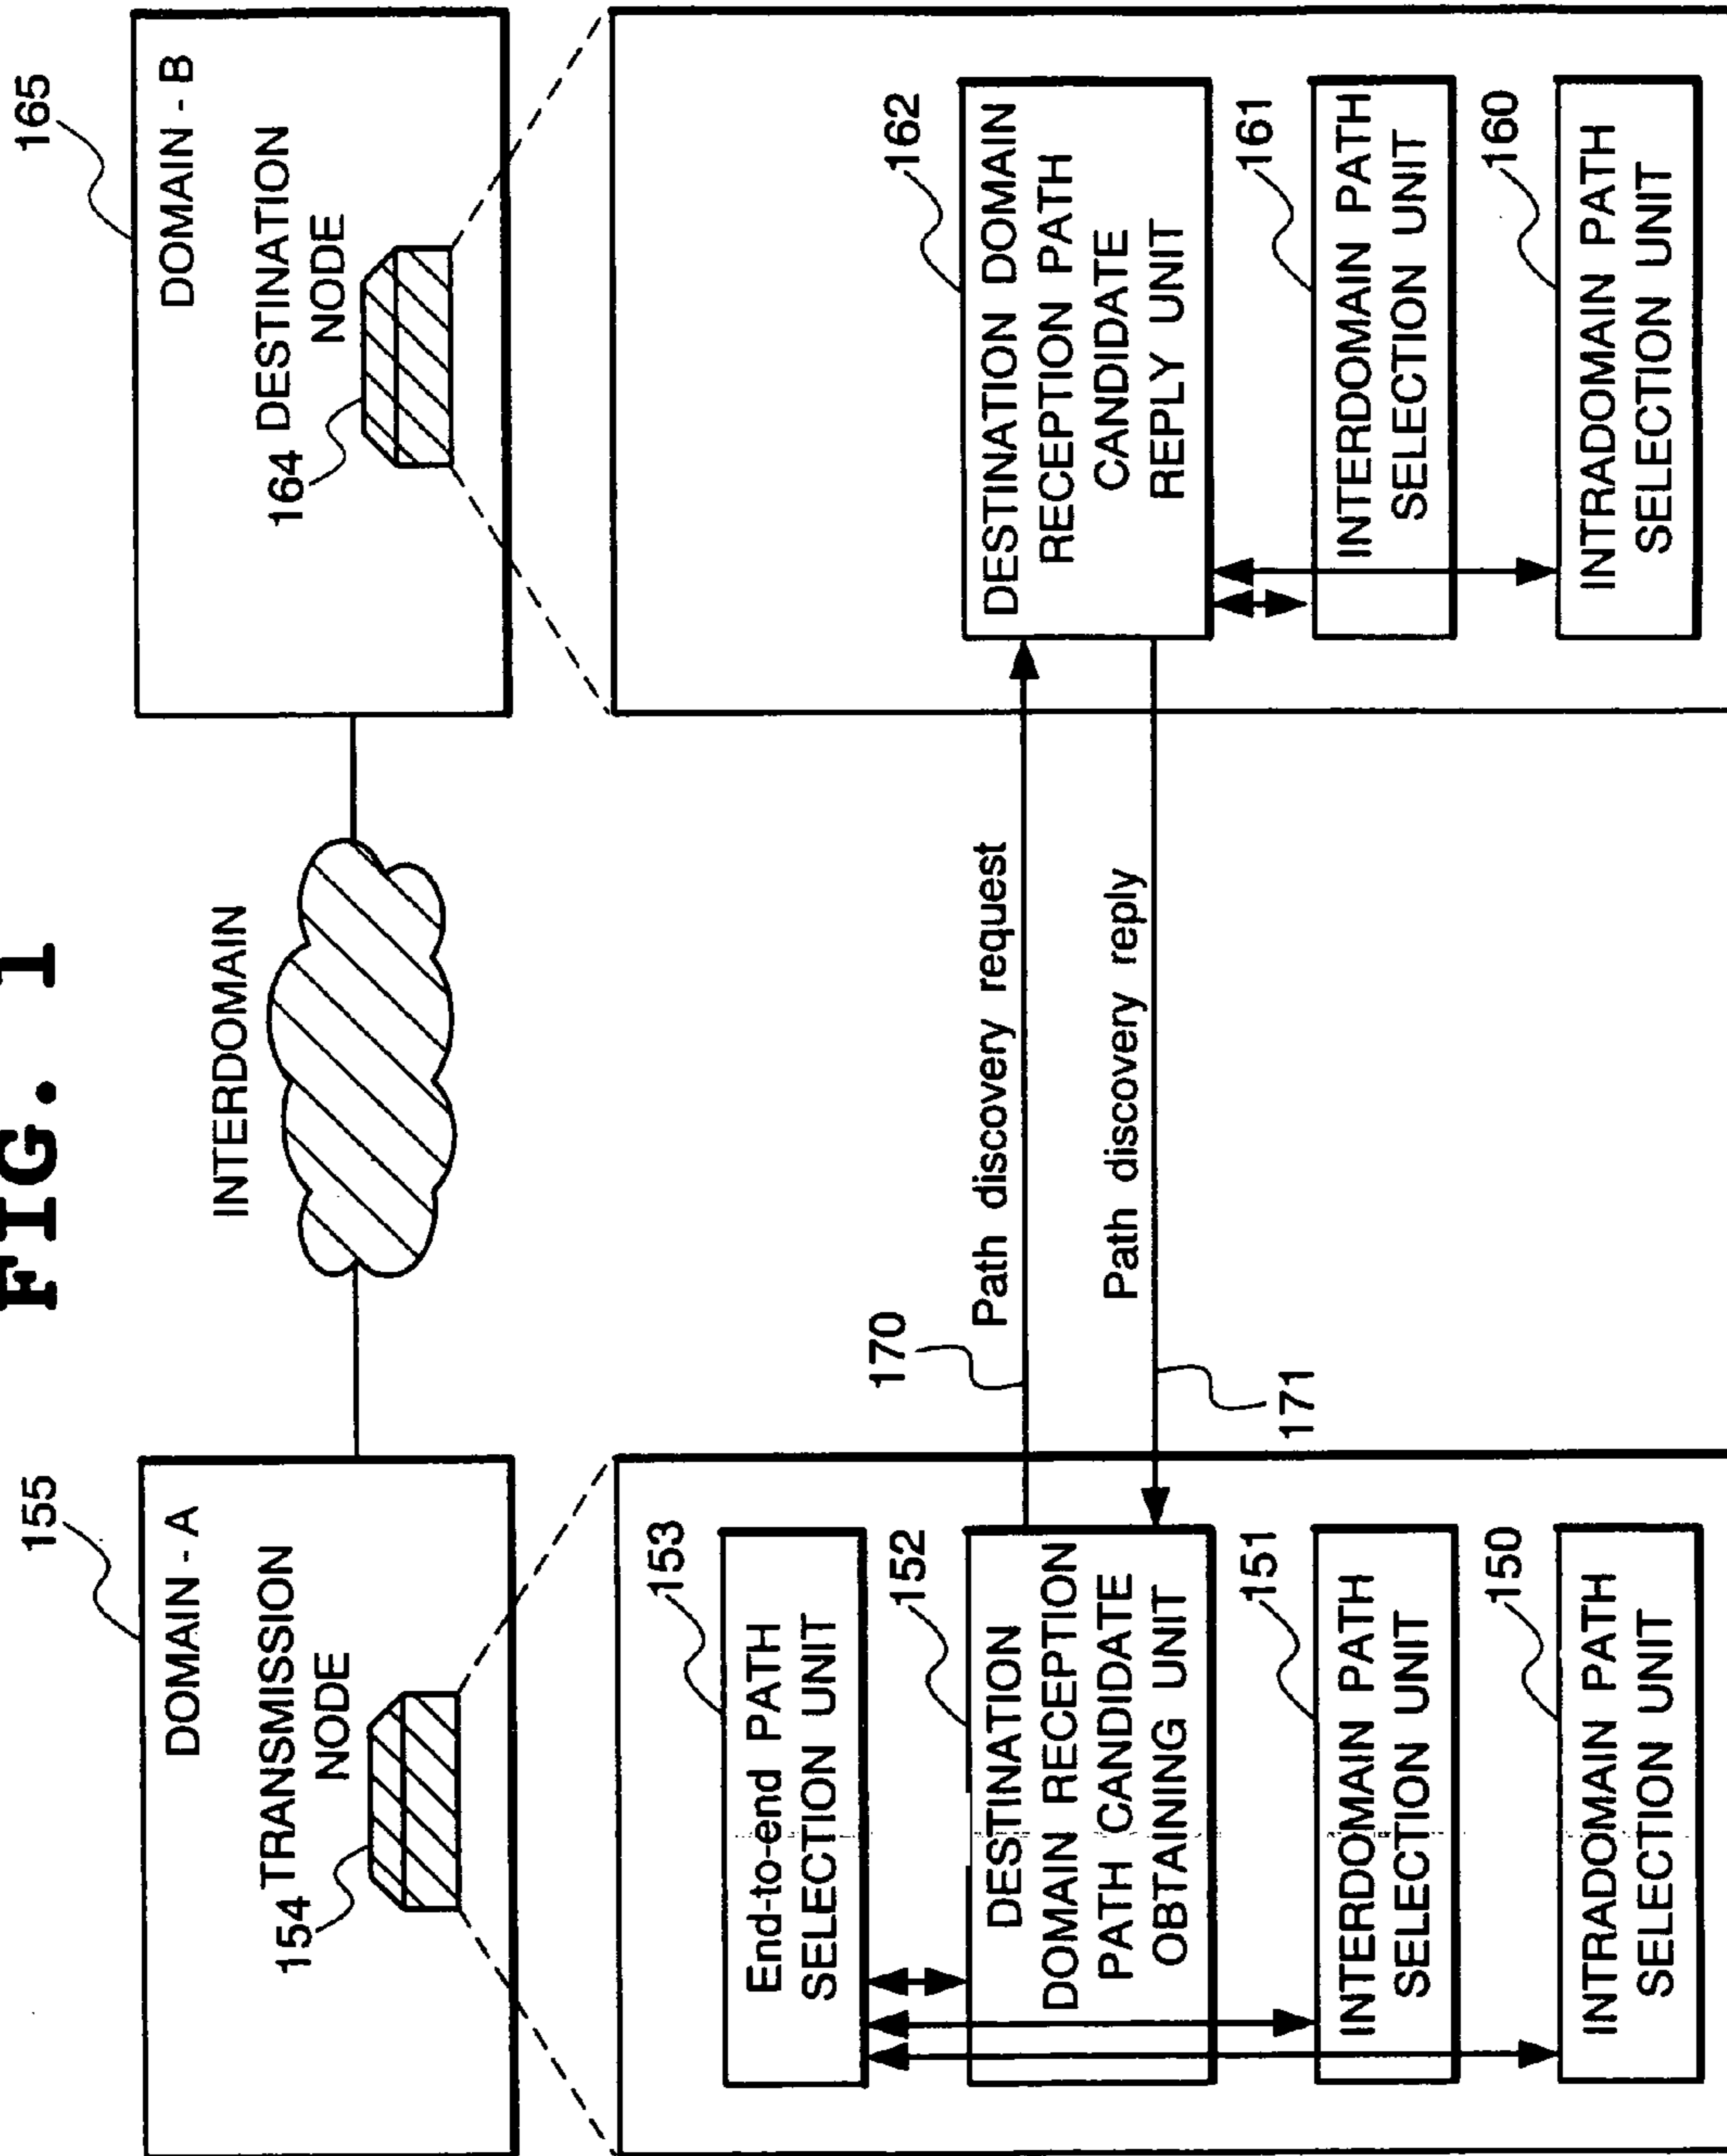 FIG. 1
155
DOMAIN - A
154 TRANSMISSION
NODE
INTERDOMAIN
165
DOMAIN - B
164 DESTINATION
NODE
153
End-to-end PATH
SELECTION UNIT
152
DESTINATION
DOMAIN RECEPTION
PATH CANDIDATE
OBTAINING UNIT
151
INTERDOMAIN PATH
SELECTION UNIT
150
INTRADOMAIN PATH
SELECTION UNIT
170
Path discovery request
Path discovery reply
171
162
DESTINATION DOMAIN
RECEPTION PATH
CANDIDATE
REPLY UNIT
161
INTERDOMAIN PATH
SELECTION UNIT
160
INTRADOMAIN PATH
SELECTION UNIT